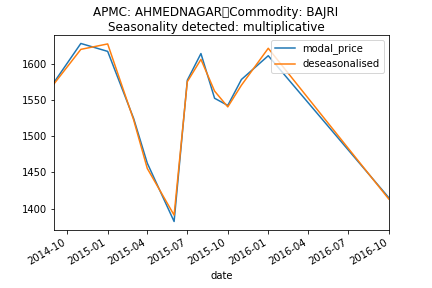 APMC: AHMEDNAGAR Commodity: BAJRI
Seasonality detected: multiplicative
modal_price
deseasonalised
1600
1550
1500
1450
1400
2014-10
2015-01
2015-04
2015-07
2015-10
2016-01
2016-04
2016-07
2016-10
date